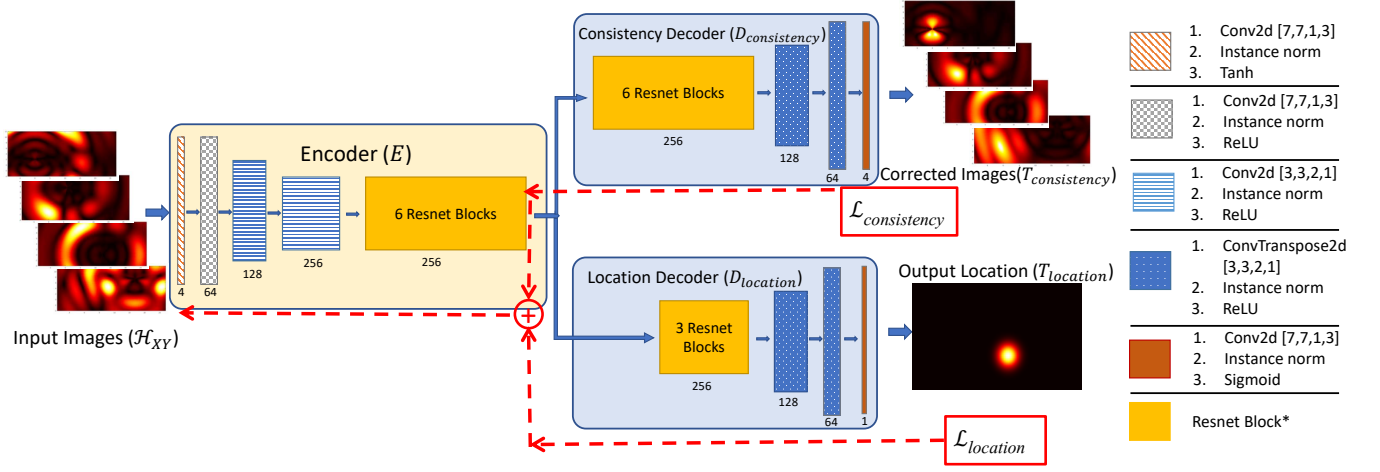 Input Images (ℋ_XY)
Encoder (E)
4
64
128
256
6 Resnet Blocks
256
Consistency Decoder (D_consistency)
6 Resnet Blocks
256
128
64
4
Corrected Images(T_consistency)
ℒ_consistency
+
Location Decoder (D_location)
3 Resnet
Blocks
256
128
64
1
Output Location (T_location)
ℒ_location
1. Conv2d [7,7,1,3]
2. Instance norm
3. Tanh
1. Conv2d [7,7,1,3]
2. Instance norm
3. ReLU
1. Conv2d [3,3,2,1]
2. Instance norm
3. ReLU
1. ConvTranspose2d
[3,3,2,1]
2. Instance norm
3. ReLU
1. Conv2d [7,7,1,3]
2. Instance norm
3. Sigmoid
Resnet Block*